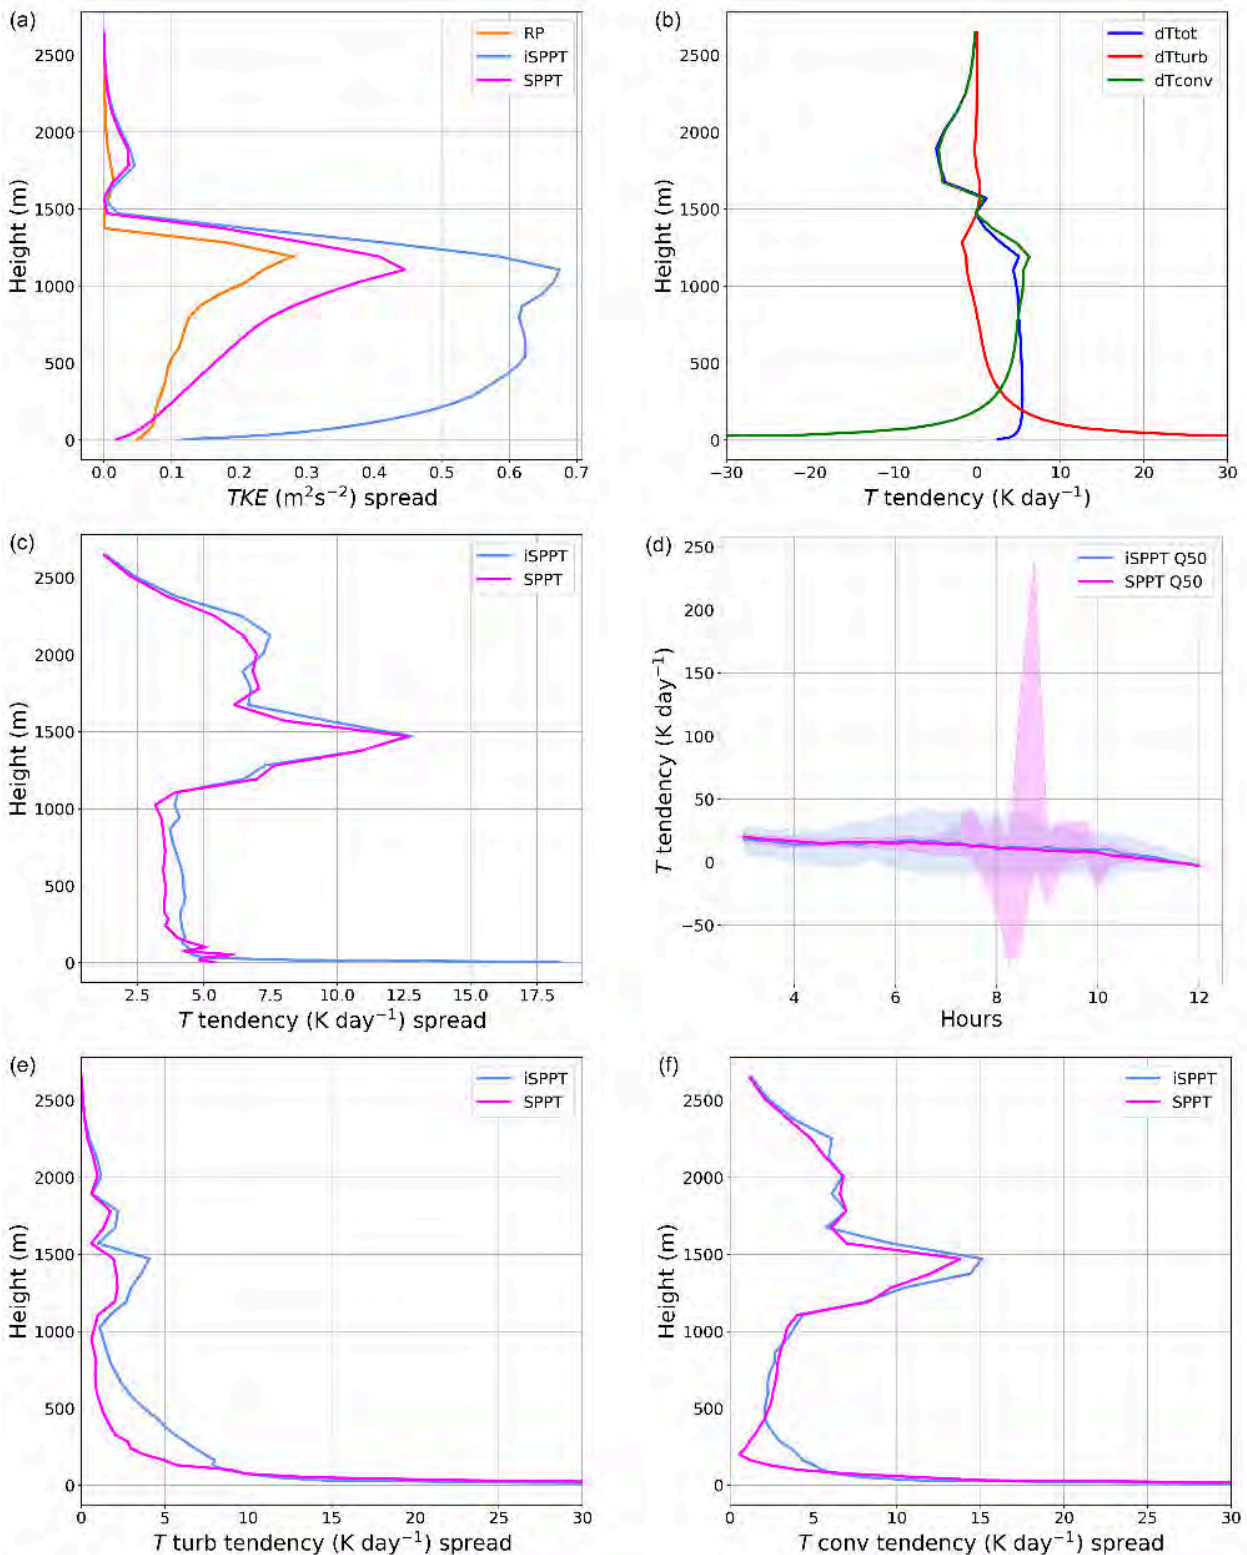 (a)
RP
iSPPT
SPPT
2500
2000
1500
1000
500
0
Height (m)
0.0 0.1 0.2 0.3 0.4 0.5 0.6 0.7
TKE (m²s⁻²) spread
(b)
dTtot
dTturb
dTconv
2500
2000
1500
1000
500
0
Height (m)
−30 −20 −10 0 10 20 30
T tendency (K day⁻¹)
(c)
iSPPT
SPPT
2500
2000
1500
1000
500
0
Height (m)
2.5 5.0 7.5 10.0 12.5 15.0 17.5
T tendency (K day⁻¹) spread
(d)
iSPPT Q50
SPPT Q50
250
200
150
100
50
0
−50
T tendency (K day⁻¹)
4 6 8 10 12
Hours
(e)
iSPPT
SPPT
2500
2000
1500
1000
500
0
Height (m)
0 5 10 15 20 25 30
T turb tendency (K day⁻¹) spread
(f)
iSPPT
SPPT
2500
2000
1500
1000
500
0
Height (m)
0 5 10 15 20 25 30
T conv tendency (K day⁻¹) spread